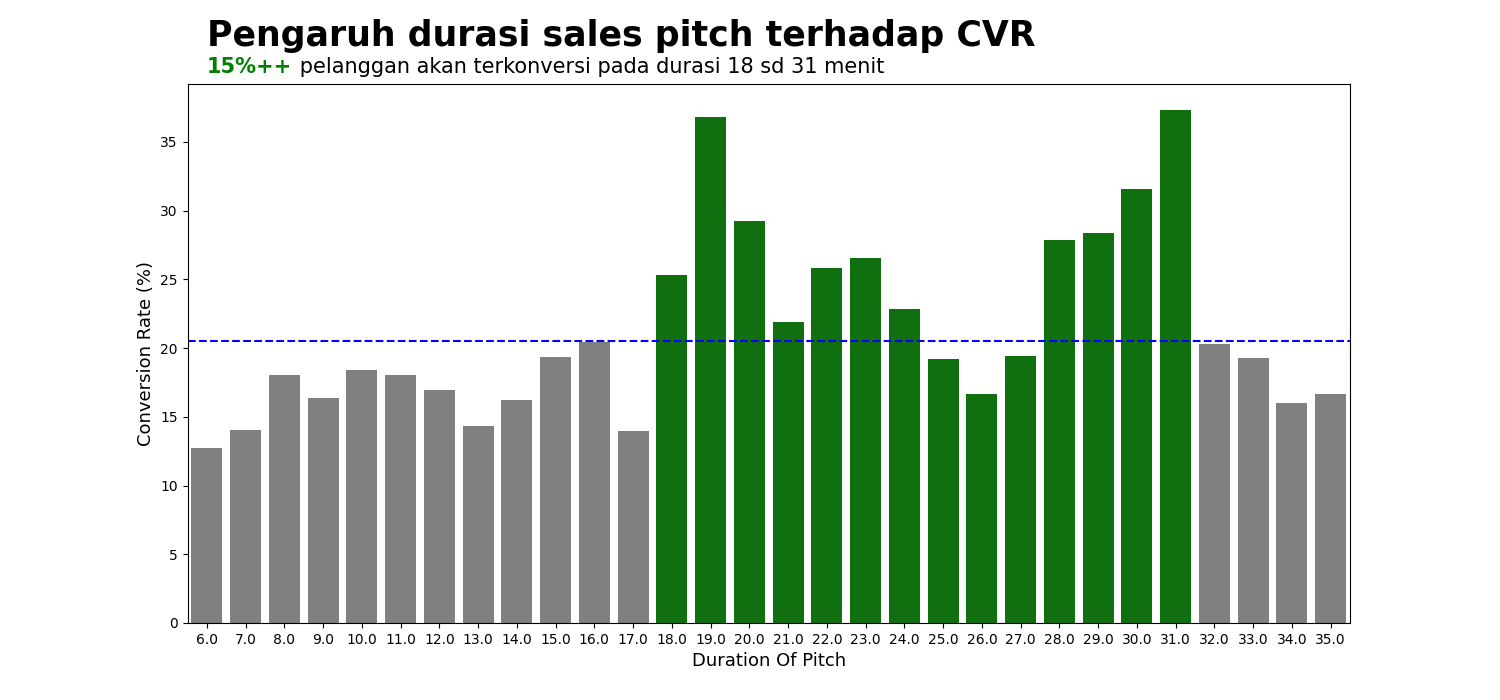 Pengaruh durasi sales pitch terhadap CVR
15%++ pelanggan akan terkonversi pada durasi 18 sd 31 menit
35
30
25
20
15
10
5
0
Conversion Rate (%)
6.0 7.0 8.0 9.0 10.0 11.0 12.0 13.0 14.0 15.0 16.0 17.0 18.0 19.0 20.0 21.0 22.0 23.0 24.0 25.0 26.0 27.0 28.0 29.0 30.0 31.0 32.0 33.0 34.0 35.0
Duration Of Pitch